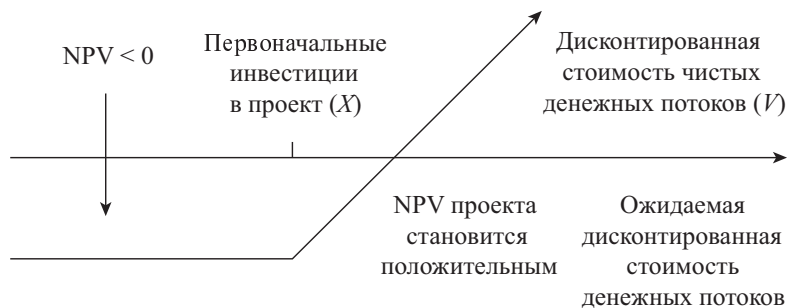 NPV < 0
Первоначальные
инвестиции
в проект (X)
Дисконтированная
стоимость чистых
денежных потоков (V)
NPV проекта
становится
положительным
Ожидаемая
дисконтированная
стоимость
денежных потоков